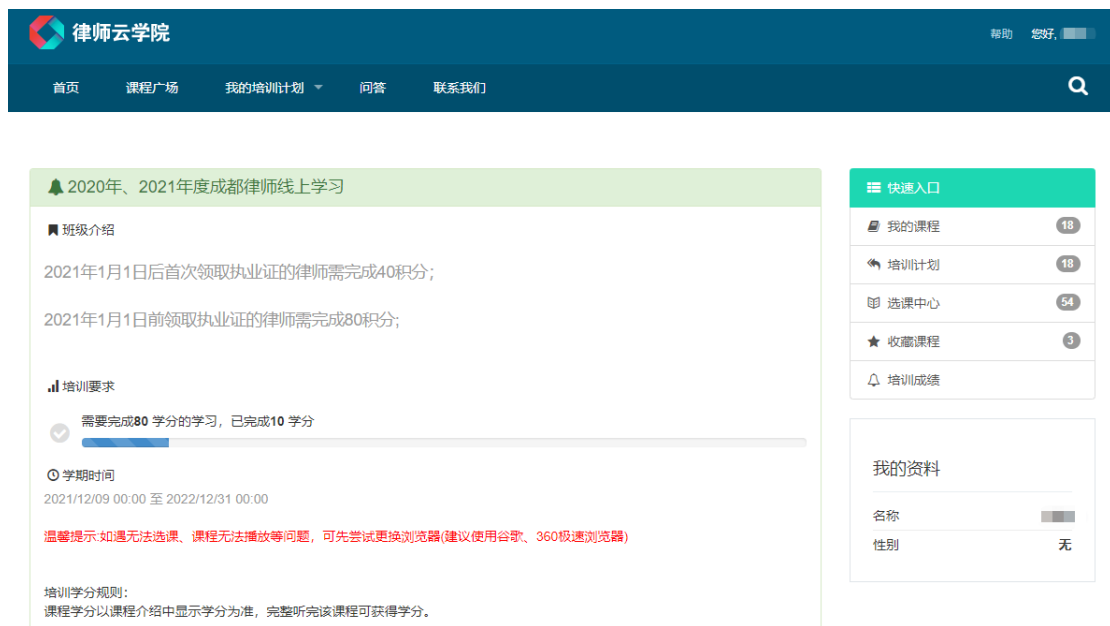 律师云学院
帮助 您好,
首页 课程广场 我的培训计划 问答 联系我们
2020年、2021年度成都律师线上学习
班级介绍
2021年1月1日后首次领取执业证的律师需完成40积分；
2021年1月1日前领取执业证的律师需完成80积分;
培训要求
需要完成80 学分的学习，已完成10 学分
学期时间
2021/12/09 00:00 至 2022/12/31 00:00
温馨提示:如遇无法选课、课程无法播放等问题，可先尝试更换浏览器(建议使用谷歌、360极速浏览器)
培训学分规则：
课程学分以课程介绍中显示学分为准，完整听完该课程可获得学分。
快速入口
我的课程 18
培训计划 18
选课中心 54
收藏课程 3
培训成绩
我的资料
名称
性别 无